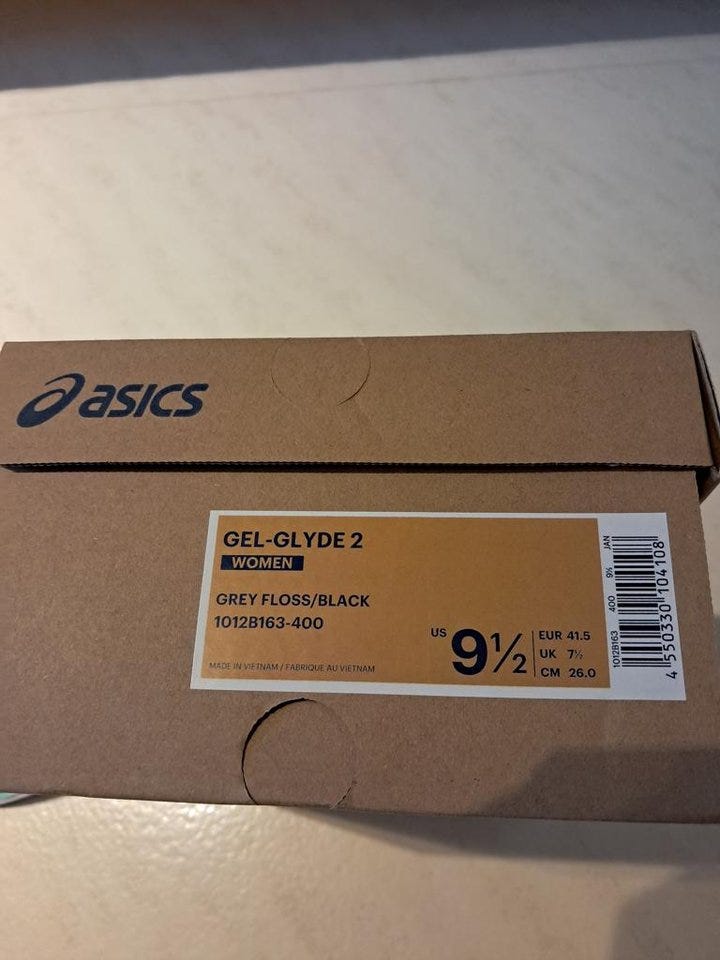 asics
GEL-GLYDE 2
WOMEN
GREY FLOSS/BLACK
1012B163-400
MADE IN VIETNAM / FABRIQUE AU VIETNAM
US 9½
EUR 41.5
UK 7½
CM 26.0
1012B163 400 9½ JAN
4 550330 104108